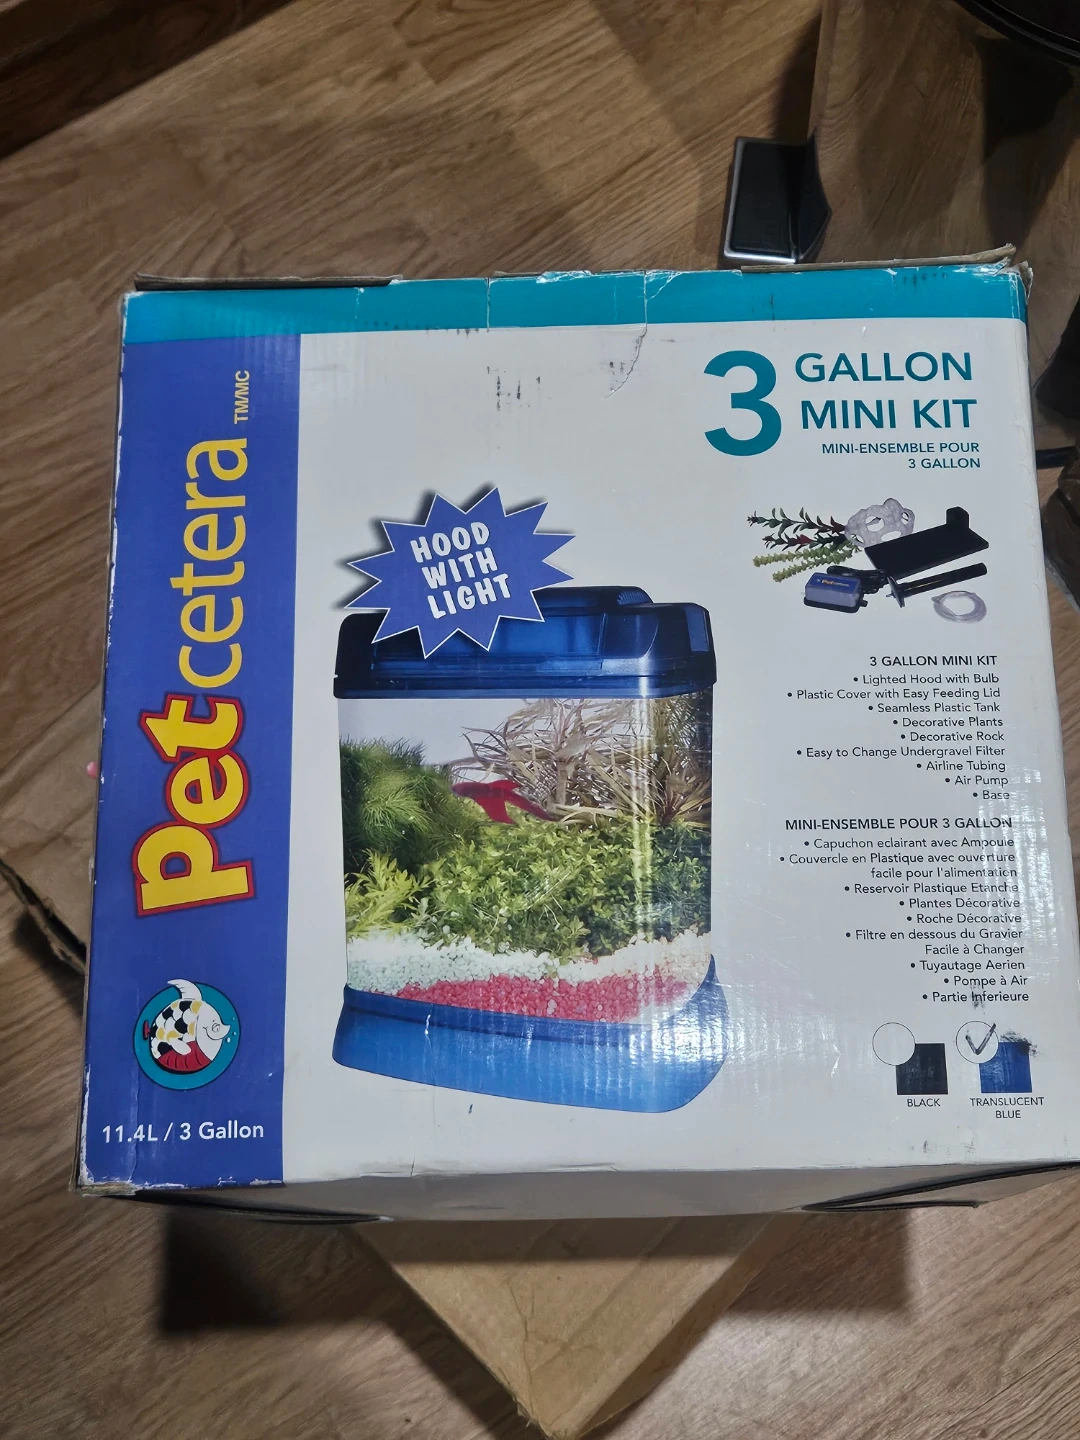 petcetera TM/MC
11.4L / 3 Gallon
3 GALLON
MINI KIT
MINI-ENSEMBLE POUR
3 GALLON
HOOD
WITH
LIGHT
3 GALLON MINI KIT
• Lighted Hood with Bulb
• Plastic Cover with Easy Feeding Lid
• Seamless Plastic Tank
• Decorative Plants
• Decorative Rock
• Easy to Change Undergravel Filter
• Airline Tubing
• Air Pump
• Base
MINI-ENSEMBLE POUR 3 GALLON
• Capuchon eclairant avec Ampoule
• Couvercle en Plastique avec ouverture
facile pour l'alimentation
• Reservoir Plastique Etanche
• Plantes Décorative
• Roche Décorative
• Filtre en dessous du Gravier
Facile à Changer
• Tuyautage Aerien
• Pompe à Air
• Partie Inferieure
BLACK
TRANSLUCENT
BLUE